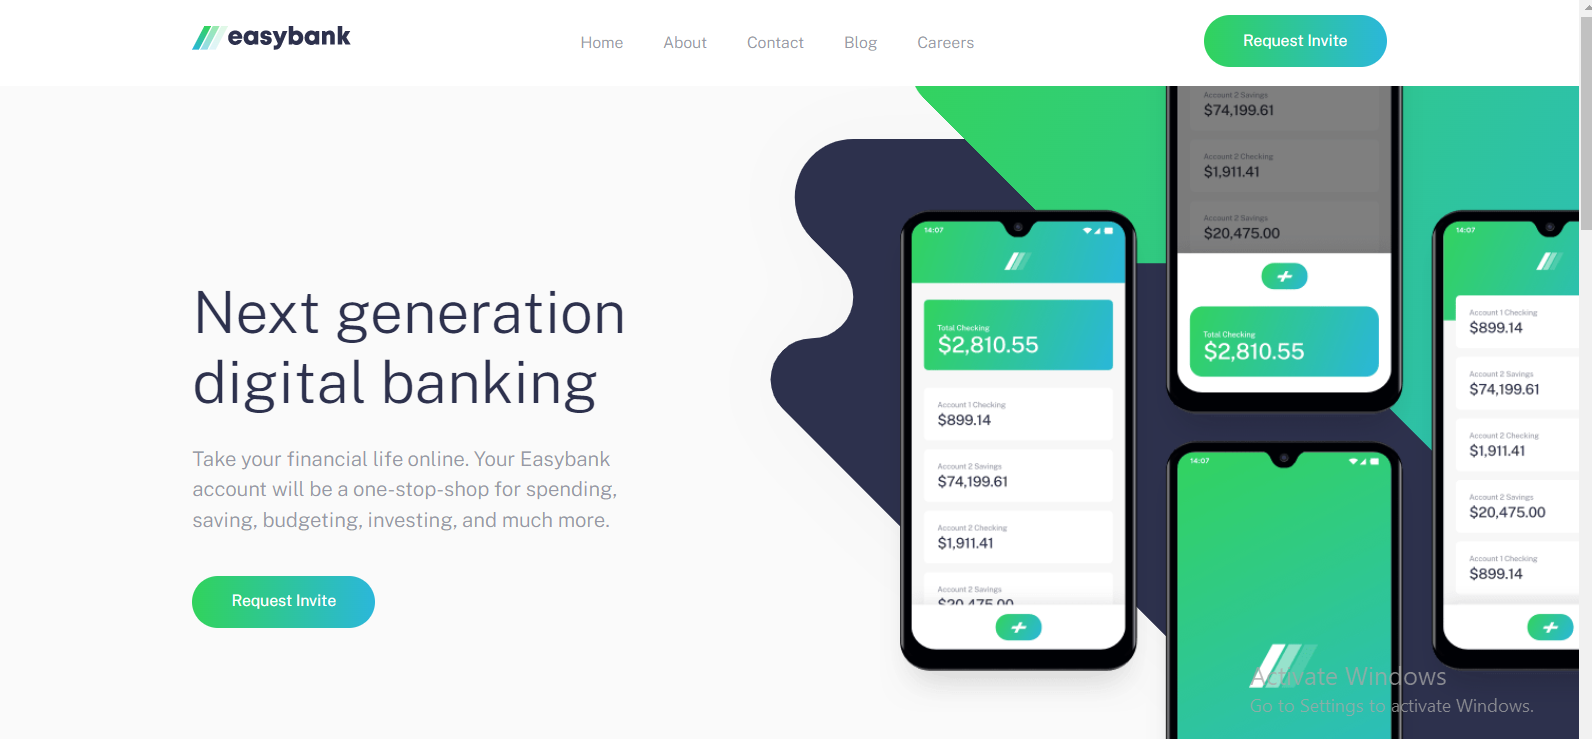 easybank
Home
About
Contact
Blog
Careers
Request Invite
Next generation
digital banking
Take your financial life online. Your Easybank
account will be a one-stop-shop for spending,
saving, budgeting, investing, and much more.
Request Invite
14:07
Total Checking
$2,810.55
Account 1 Checking
$899.14
Account 2 Savings
$74,199.61
Account 2 Checking
$1,911.41
Account 2 Savings
$20,475.00
Account 2 Savings
$74,199.61
Account 2 Checking
$1,911.41
Account 2 Savings
$20,475.00
Total Checking
$2,810.55
14:07
14:07
Account 1 Checking
$899.14
Account 2 Savings
$74,199.61
Account 2 Checking
$1,911.41
Account 2 Savings
$20,475.00
Account 1 Checking
$899.14
Activate Windows
Go to Settings to activate Windows.